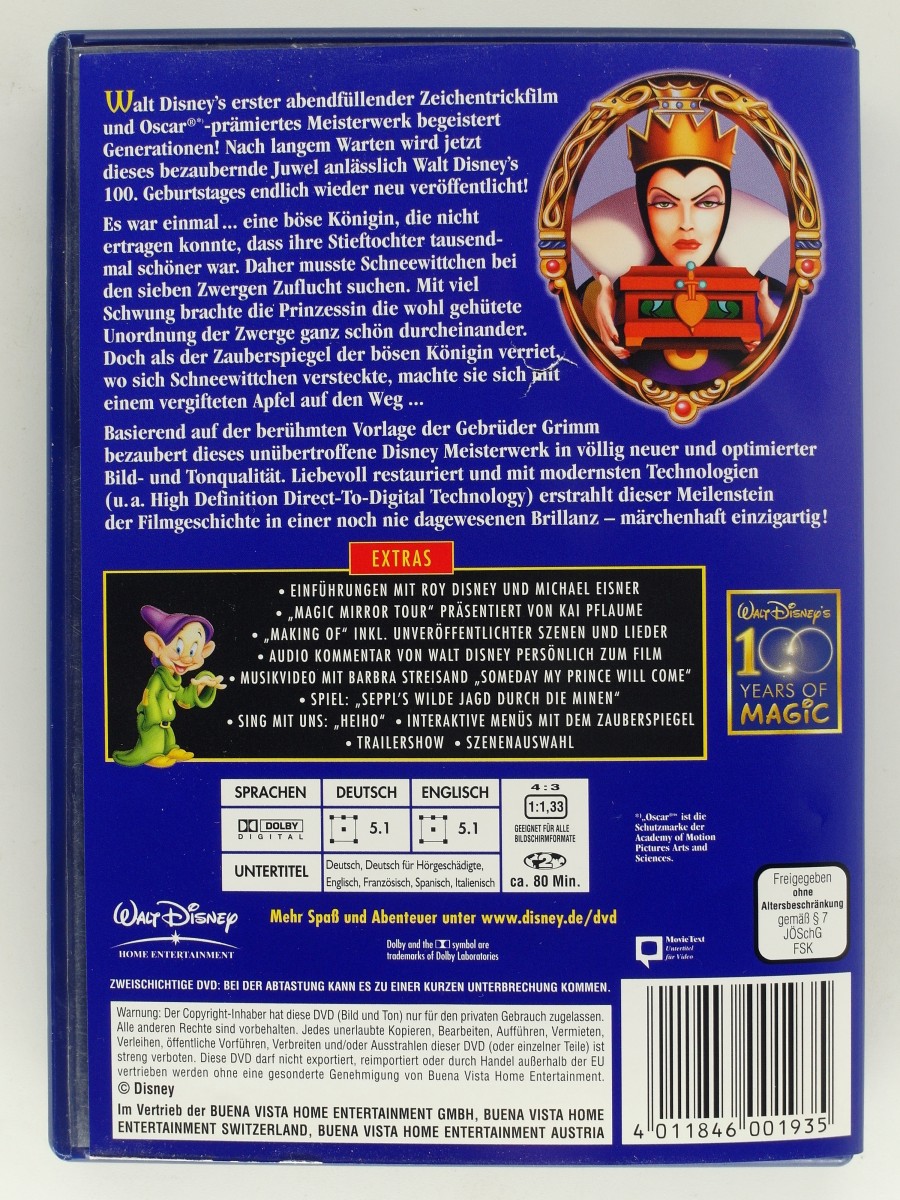 Walt Disney's erster abendfüllender Zeichentrickfilm
und Oscar®*)-prämiertes Meisterwerk begeistert
Generationen! Nach langem Warten wird jetzt
dieses bezaubernde Juwel anlässlich Walt Disney's
100. Geburtstages endlich wieder neu veröffentlicht!
Es war einmal ... eine böse Königin, die nicht
ertragen konnte, dass ihre Stieftochter tausend-
mal schöner war. Daher musste Schneewittchen bei
den sieben Zwergen Zuflucht suchen. Mit viel
Schwung brachte die Prinzessin die wohl gehütete
Unordnung der Zwerge ganz schön durcheinander.
Doch als der Zauberspiegel der bösen Königin verriet,
wo sich Schneewittchen versteckte, machte sie sich mit
einem vergifteten Apfel auf den Weg ...
Basierend auf der berühmten Vorlage der Gebrüder Grimm
bezaubert dieses unübertroffene Disney Meisterwerk in völlig neuer und optimierter
Bild- und Tonqualität. Liebevoll restauriert und mit modernsten Technologien
(u. a. High Definition Direct-To-Digital Technology) erstrahlt dieser Meilenstein
der Filmgeschichte in einer noch nie dagewesenen Brillanz – märchenhaft einzigartig!
EXTRAS
• EINFÜHRUNGEN MIT ROY DISNEY UND MICHAEL EISNER
• „MAGIC MIRROR TOUR“ PRÄSENTIERT VON KAI PFLAUME
• „MAKING OF“ INKL. UNVERÖFFENTLICHTER SZENEN UND LIEDER
• AUDIO KOMMENTAR VON WALT DISNEY PERSÖNLICH ZUM FILM
• MUSIKVIDEO MIT BARBRA STREISAND „SOMEDAY MY PRINCE WILL COME“
• SPIEL: „SEPPL'S WILDE JAGD DURCH DIE MINEN“
• SING MIT UNS: „HEIHO“ • INTERAKTIVE MENÜS MIT DEM ZAUBERSPIEGEL
• TRAILERSHOW • SZENENAUSWAHL
WALT DISNEY'S
100
YEARS OF
MAGIC
SPRACHEN DEUTSCH ENGLISCH
DOLBY
DIGITAL
5.1 5.1
UNTERTITEL
Deutsch, Deutsch für Hörgeschädigte,
Englisch, Französisch, Spanisch, Italienisch
4:3
1:1,33
GEEIGNET FÜR ALLE
BILDSCHIRMFORMATE
2
ca. 80 Min.
*)„Oscar®“ ist die
Schutzmarke der
Academy of Motion
Pictures Arts and
Sciences.
Freigegeben
ohne
Altersbeschränkung
gemäß § 7
JÖSchG
FSK
WALT DISNEY
HOME ENTERTAINMENT
Mehr Spaß und Abenteuer unter www.disney.de/dvd
Dolby and the symbol are
trademarks of Dolby Laboratories
MovieText
Untertitel
für Video
ZWEISCHICHTIGE DVD: BEI DER ABTASTUNG KANN ES ZU EINER KURZEN UNTERBRECHUNG KOMMEN.
Warnung: Der Copyright-Inhaber hat diese DVD (Bild und Ton) nur für den privaten Gebrauch zugelassen.
Alle anderen Rechte sind vorbehalten. Jedes unerlaubte Kopieren, Bearbeiten, Aufführen, Vermieten,
Verleihen, öffentliche Vorführen, Verbreiten und/oder Ausstrahlen dieser DVD (oder einzelner Teile) ist
streng verboten. Diese DVD darf nicht exportiert, reimportiert oder durch Handel außerhalb der EU
vertrieben werden ohne eine gesonderte Genehmigung von Buena Vista Home Entertainment.
© Disney
Im Vertrieb der BUENA VISTA HOME ENTERTAINMENT GMBH, BUENA VISTA HOME
ENTERTAINMENT SWITZERLAND, BUENA VISTA HOME ENTERTAINMENT AUSTRIA
4 011846 001935